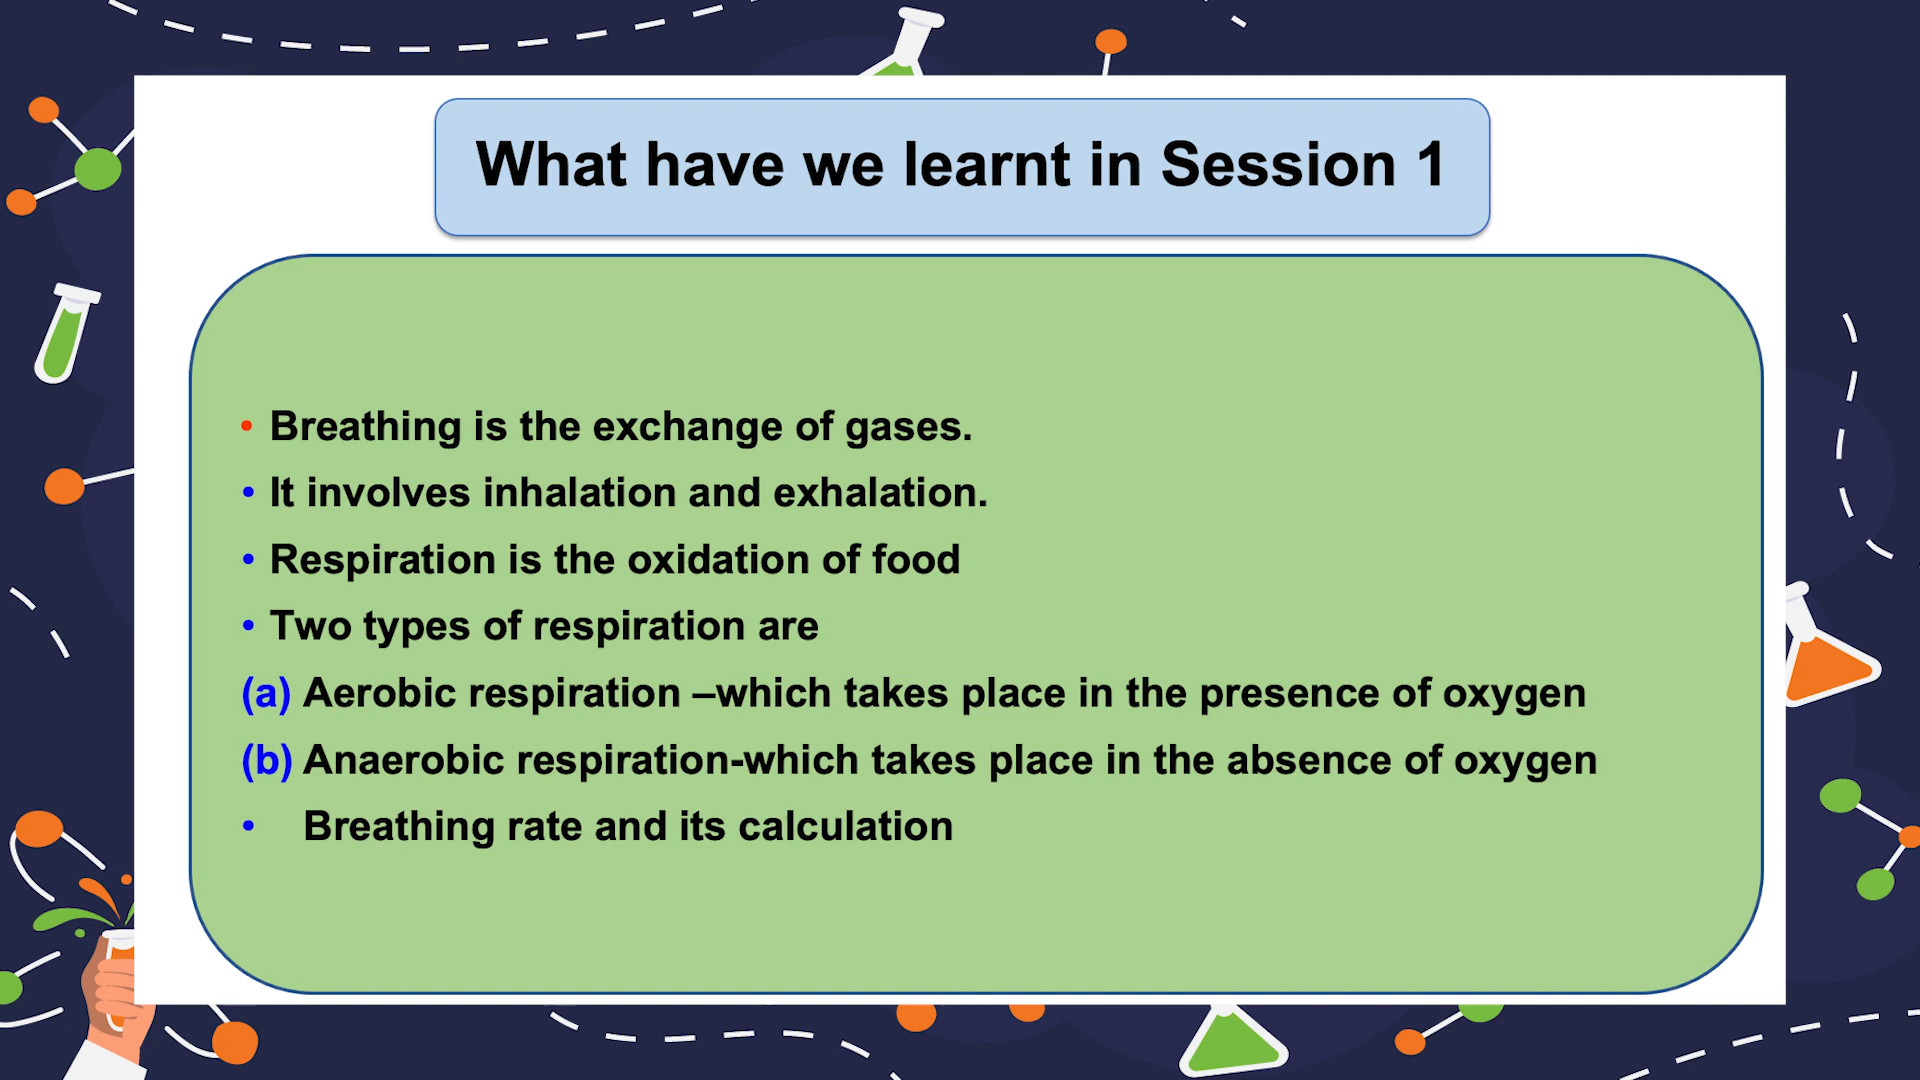 What have we learnt in Session 1
• Breathing is the exchange of gases.
• It involves inhalation and exhalation.
• Respiration is the oxidation of food
• Two types of respiration are
(a) Aerobic respiration –which takes place in the presence of oxygen
(b) Anaerobic respiration-which takes place in the absence of oxygen
• Breathing rate and its calculation